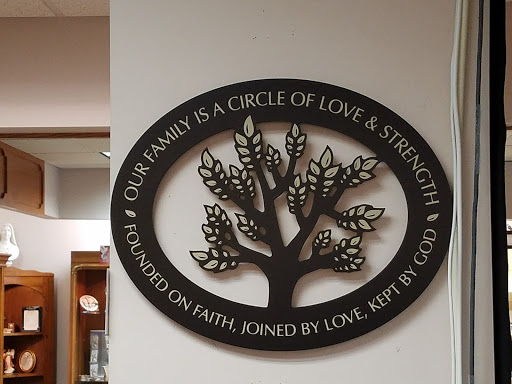 OUR FAMILY IS A CIRCLE OF LOVE & STRENGTH
FOUNDED ON FAITH, JOINED BY LOVE, KEPT BY GOD